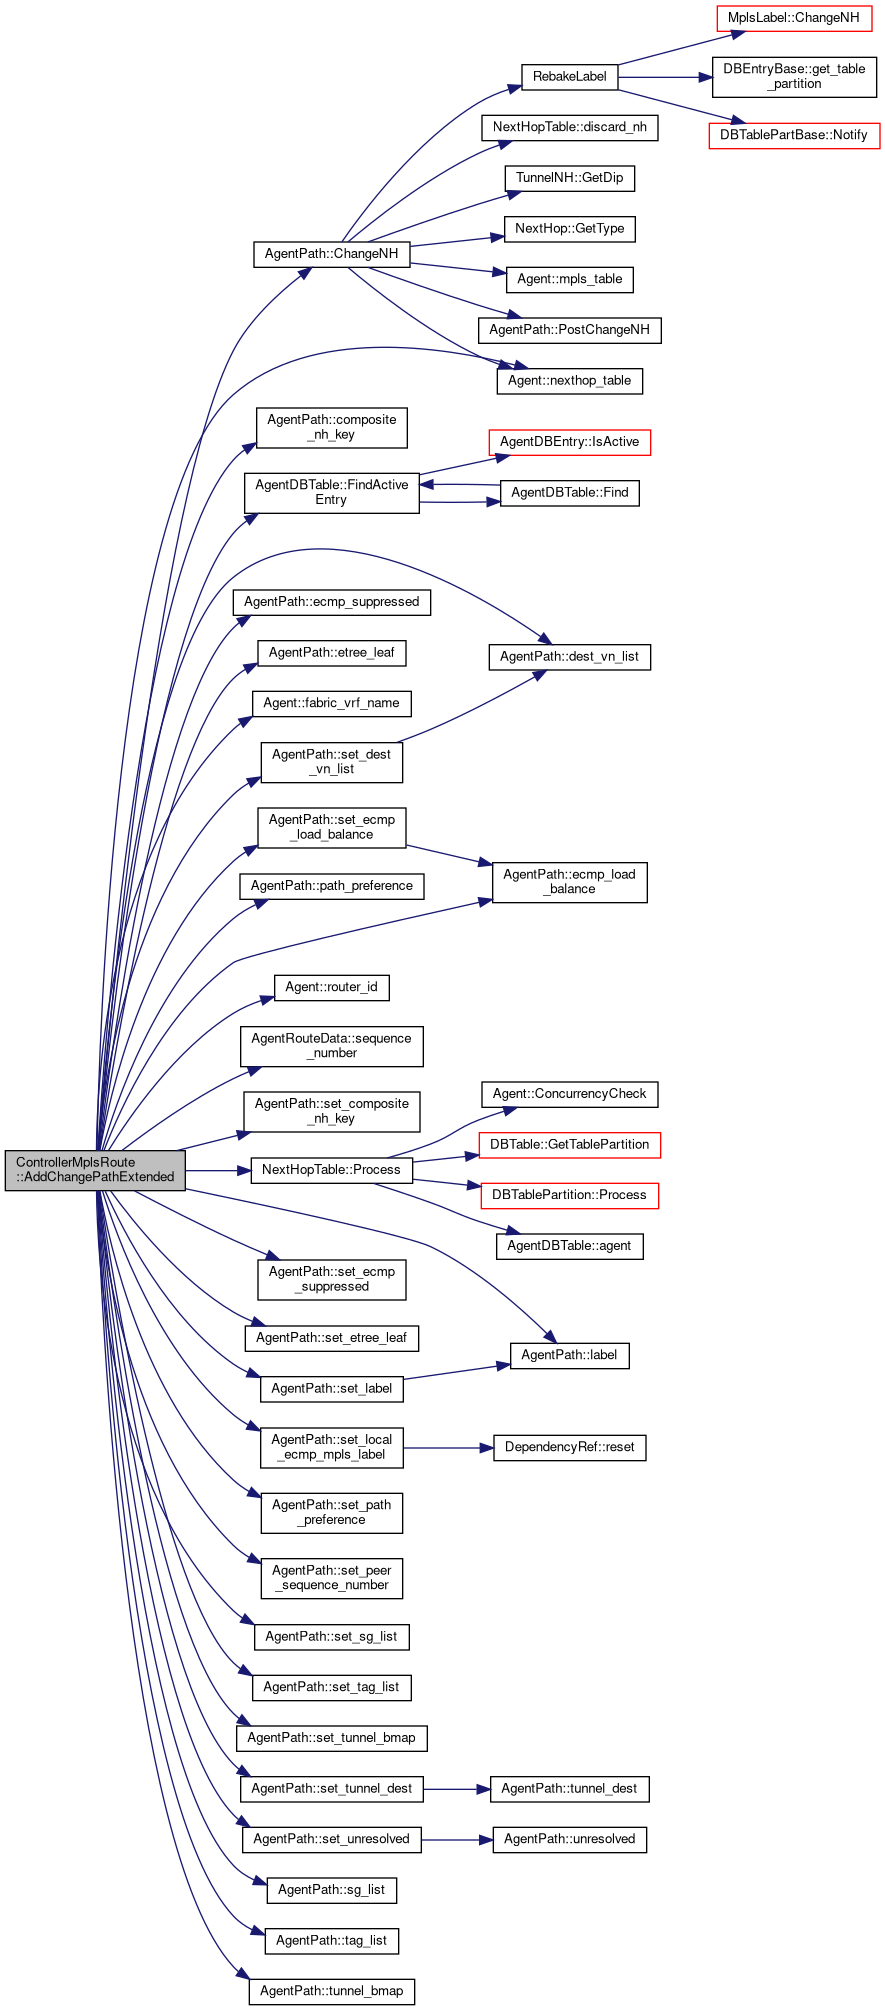 MplsLabel::ChangeNH
RebakeLabel
DBEntryBase::get_table
_partition
DBTablePartBase::Notify
NextHopTable::discard_nh
TunnelNH::GetDip
NextHop::GetType
AgentPath::ChangeNH
Agent::mpls_table
AgentPath::PostChangeNH
Agent::nexthop_table
AgentPath::composite
_nh_key
AgentDBEntry::IsActive
AgentDBTable::FindActive
Entry
AgentDBTable::Find
AgentPath::ecmp_suppressed
AgentPath::etree_leaf
AgentPath::dest_vn_list
Agent::fabric_vrf_name
AgentPath::set_dest
_vn_list
AgentPath::set_ecmp
_load_balance
AgentPath::ecmp_load
_balance
AgentPath::path_preference
Agent::router_id
AgentRouteData::sequence
_number
AgentPath::set_composite
_nh_key
Agent::ConcurrencyCheck
DBTable::GetTablePartition
ControllerMplsRoute
::AddChangePathExtended
NextHopTable::Process
DBTablePartition::Process
AgentDBTable::agent
AgentPath::set_ecmp
_suppressed
AgentPath::set_etree_leaf
AgentPath::label
AgentPath::set_label
AgentPath::set_local
_ecmp_mpls_label
DependencyRef::reset
AgentPath::set_path
_preference
AgentPath::set_peer
_sequence_number
AgentPath::set_sg_list
AgentPath::set_tag_list
AgentPath::set_tunnel_bmap
AgentPath::set_tunnel_dest
AgentPath::tunnel_dest
AgentPath::set_unresolved
AgentPath::unresolved
AgentPath::sg_list
AgentPath::tag_list
AgentPath::tunnel_bmap